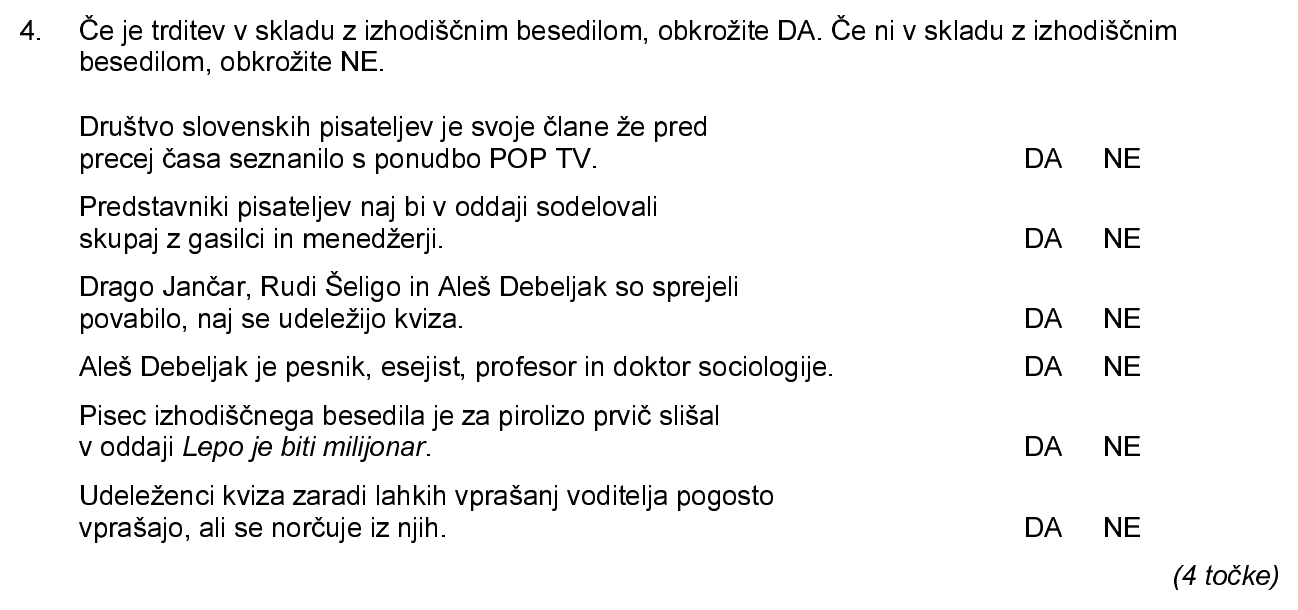 4. Če je trditev v skladu z izhodiščnim besedilom, obkrožite DA. Če ni v skladu z izhodiščnim
besedilom, obkrožite NE.
Društvo slovenskih pisateljev je svoje člane že pred
precej časa seznanilo s ponudbo POP TV. DA NE
Predstavniki pisateljev naj bi v oddaji sodelovali
skupaj z gasilci in menedžerji. DA NE
Drago Jančar, Rudi Šeligo in Aleš Debeljak so sprejeli
povabilo, naj se udeležijo kviza. DA NE
Aleš Debeljak je pesnik, esejist, profesor in doktor sociologije. DA NE
Pisec izhodiščnega besedila je za pirolizo prvič slišal
v oddaji Lepo je biti milijonar. DA NE
Udeleženci kviza zaradi lahkih vprašanj voditelja pogosto
vprašajo, ali se norčuje iz njih. DA NE
(4 točke)